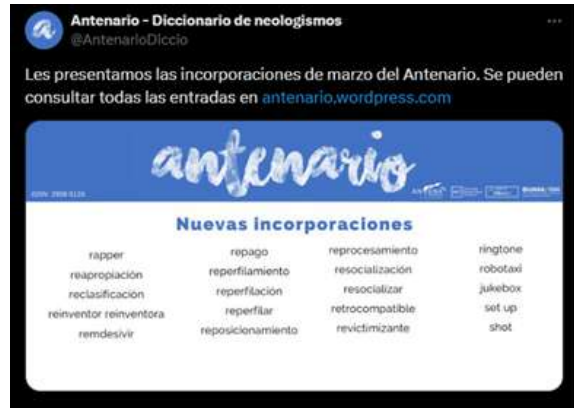 Antenario - Diccionario de neologismos
@AntenarioDiccio
Les presentamos las incorporaciones de marzo del Antenario. Se pueden
consultar todas las entradas en antenario.wordpress.com
antenario
Nuevas incorporaciones
rapper
reapropiación
reclasificación
reinventor reinventora
remdesivir
repago
reperfilamiento
reperfilación
reperfilar
reposicionamiento
reprocesamiento
resocialización
resocializar
retrocompatible
revictimizante
ringtone
robotaxi
jukebox
set up
shot